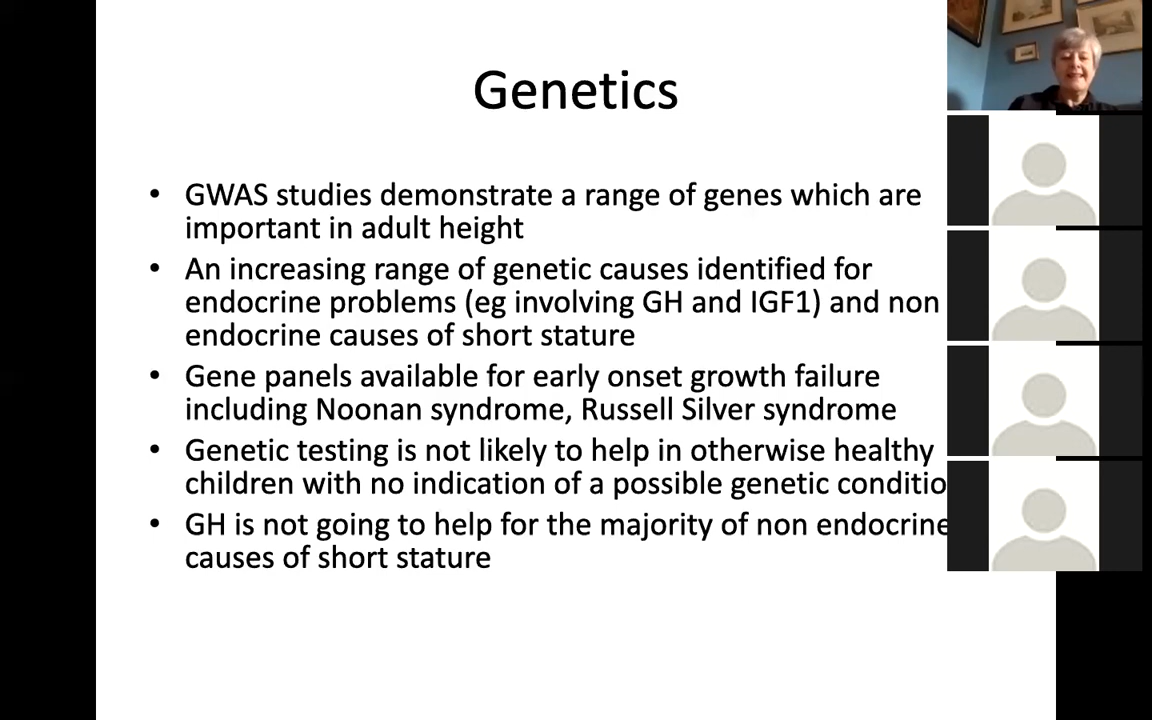 Genetics
• GWAS studies demonstrate a range of genes which are
important in adult height
• An increasing range of genetic causes identified for
endocrine problems (eg involving GH and IGF1) and non
endocrine causes of short stature
• Gene panels available for early onset growth failure
including Noonan syndrome, Russell Silver syndrome
• Genetic testing is not likely to help in otherwise healthy
children with no indication of a possible genetic conditio
• GH is not going to help for the majority of non endocrine
causes of short stature